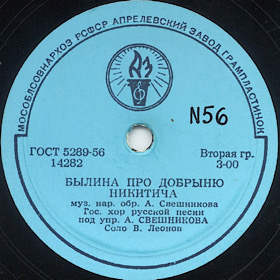 МОСОБЛСОВНАРХОЗ РСФСР АПРЕЛЕВСКИЙ ЗАВОД ГРАМПЛАСТИНОК
АЗ
N56
ГОСТ 5289-56
14282
Вторая гр.
3-00
БЫЛИНА ПРО ДОБРЫНЮ
НИКИТИЧА
муз. нар. обр. А. Свешникова
Гос. хор русской песни
под упр. А. СВЕШНИКОВА
Соло В. Леонов